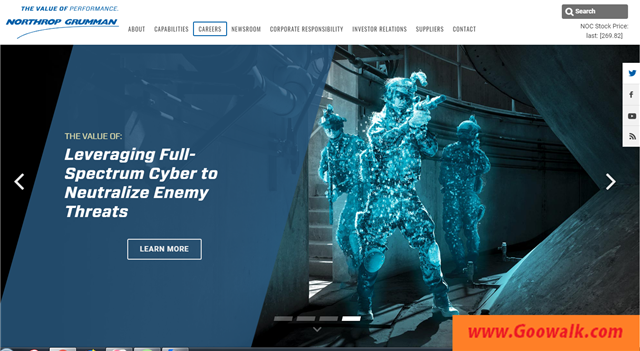 THE VALUE OF PERFORMANCE.
NORTHROP GRUMMAN
Search
NOC Stock Price:
last: [269.82]
ABOUT CAPABILITIES CAREERS NEWSROOM CORPORATE RESPONSIBILITY INVESTOR RELATIONS SUPPLIERS CONTACT
THE VALUE OF:
Leveraging Full-
Spectrum Cyber to
Neutralize Enemy
Threats
LEARN MORE
www.Goowalk.com